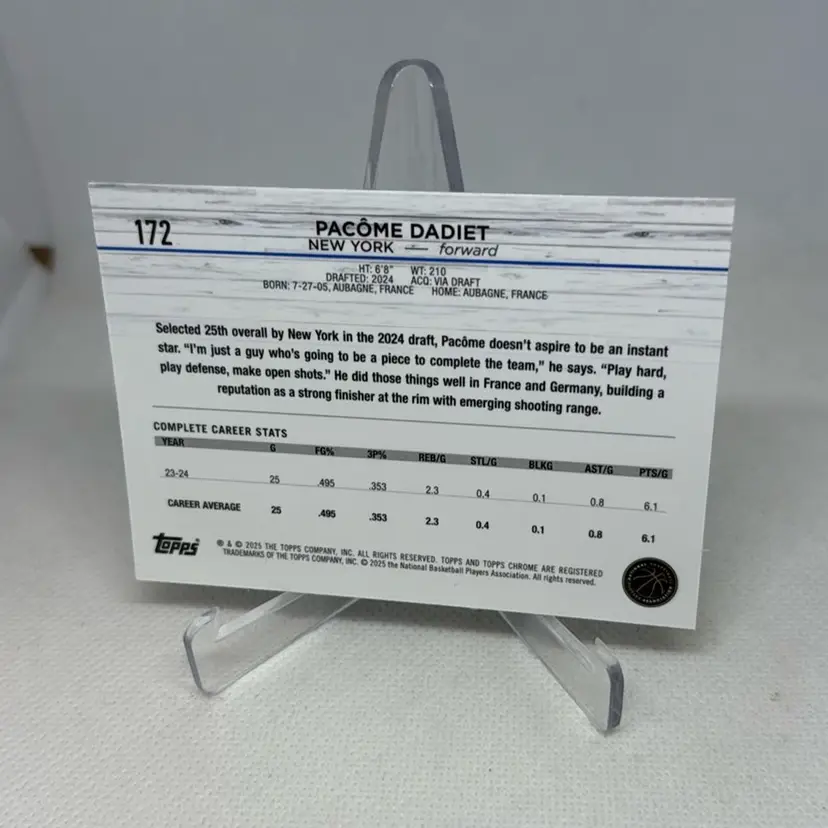 172
PACÔME DADIET
NEW YORK — forward
HT: 6'8" WT: 210
DRAFTED: 2024 ACQ: VIA DRAFT
BORN: 7-27-05, AUBAGNE, FRANCE HOME: AUBAGNE, FRANCE
Selected 25th overall by New York in the 2024 draft, Pacôme doesn't aspire to be an instant
star. "I'm just a guy who's going to be a piece to complete the team," he says. "Play hard,
play defense, make open shots." He did those things well in France and Germany, building a
reputation as a strong finisher at the rim with emerging shooting range.
COMPLETE CAREER STATS
YEAR G FG% 3P% REB/G STL/G BLKG AST/G PTS/G
23-24 25 .495 .353 2.3 0.4 0.1 0.8 6.1
CAREER AVERAGE 25 .495 .353 2.3 0.4 0.1 0.8 6.1
Topps
® & © 2025 THE TOPPS COMPANY, INC. ALL RIGHTS RESERVED. TOPPS AND TOPPS CHROME ARE REGISTERED
TRADEMARKS OF THE TOPPS COMPANY, INC. © 2025 the National Basketball Players Association. All rights reserved.